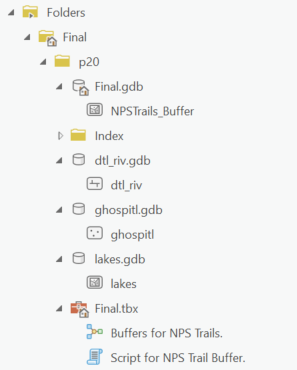 Folders
Final
p20
Final.gdb
NPSTrails_Buffer
Index
dtl_riv.gdb
dtl_riv
ghospitl.gdb
ghospitl
lakes.gdb
lakes
Final.tbx
Buffers for NPS Trails.
Script for NPS Trail Buffer.